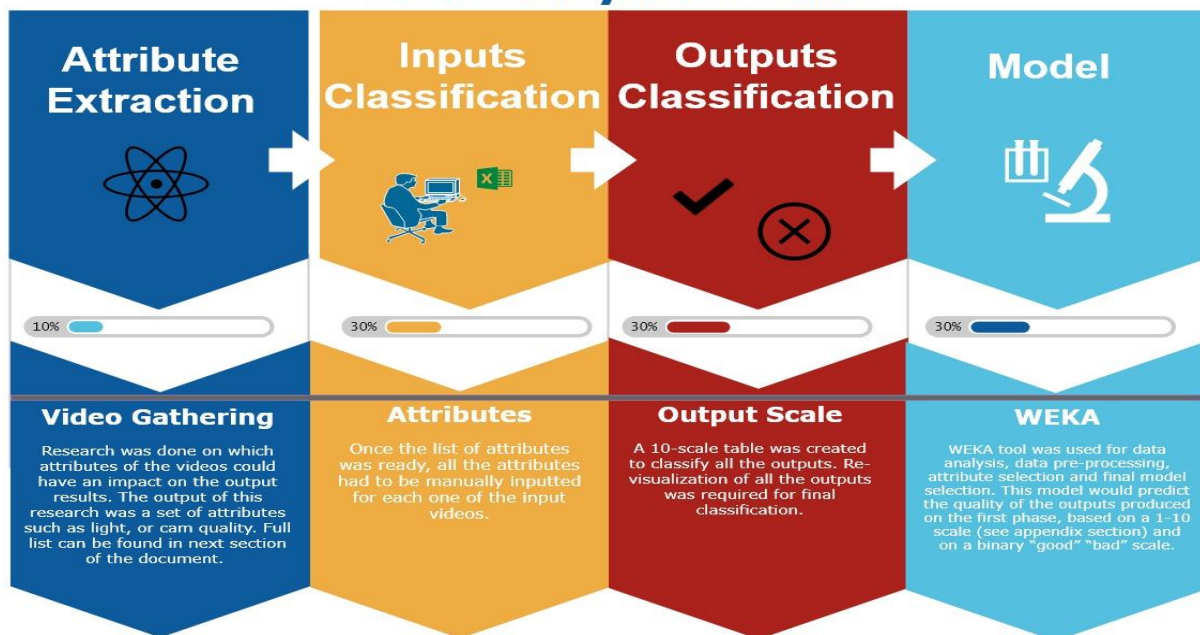 Attribute
Extraction
Inputs
Classification
Outputs
Classification
Model
10%
30%
30%
30%
Video Gathering
Research was done on which
attributes of the videos could
have an impact on the output
results. The output of this
research was a set of attributes
such as light, or cam quality. Full
list can be found in next section
of the document.
Attributes
Once the list of attributes
was ready, all the attributes
had to be manually inputted
for each one of the input
videos.
Output Scale
A 10-scale table was created
to classify all the outputs. Re-
visualization of all the outputs
was required for final
classification.
WEKA
WEKA tool was used for data
analysis, data pre-processing,
attribute selection and final model
selection. This model would predict
the quality of the outputs produced
on the first phase, based on a 1-10
scale (see appendix section) and
on a binary “good” “bad” scale.